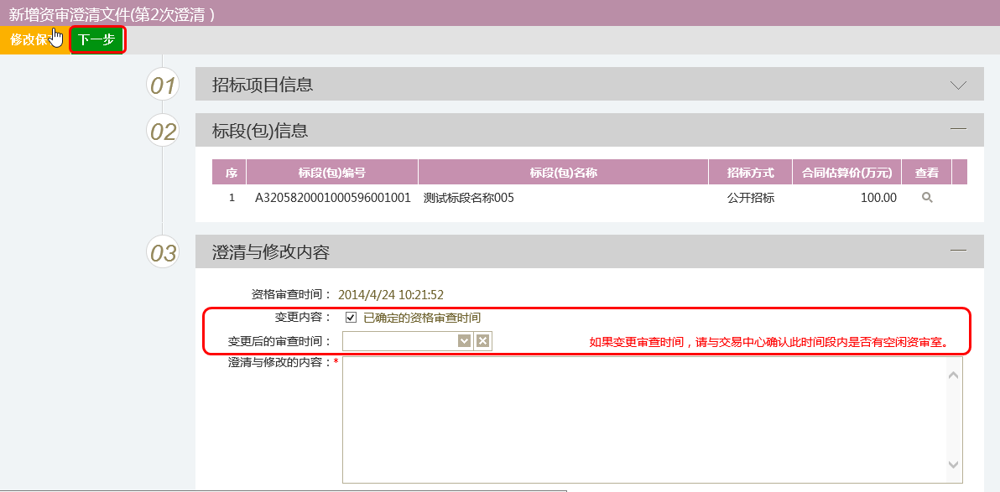 新增资审澄清文件(第2次澄清 )
修改保
下一步
01
招标项目信息
02
标段(包)信息
序 标段(包)编号 标段(包)名称 招标方式 合同估算价(万元) 查看
1 A3205820001000596001001 测试标段名称005 公开招标 100.00
03
澄清与修改内容
资格审查时间： 2014/4/24 10:21:52
变更内容： 已确定的资格审查时间
变更后的审查时间： 如果变更审查时间，请与交易中心确认此时间段内是否有空闲资审室。
澄清与修改的内容：*